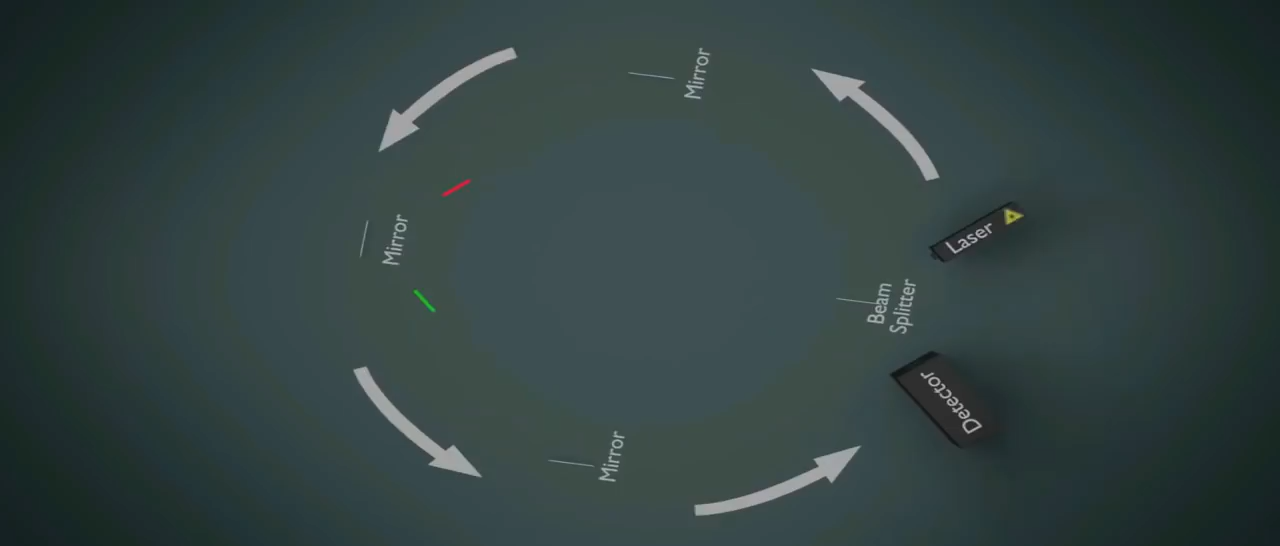 Mirror
Laser
Mirror
Beam
Splitter
Detector
Mirror